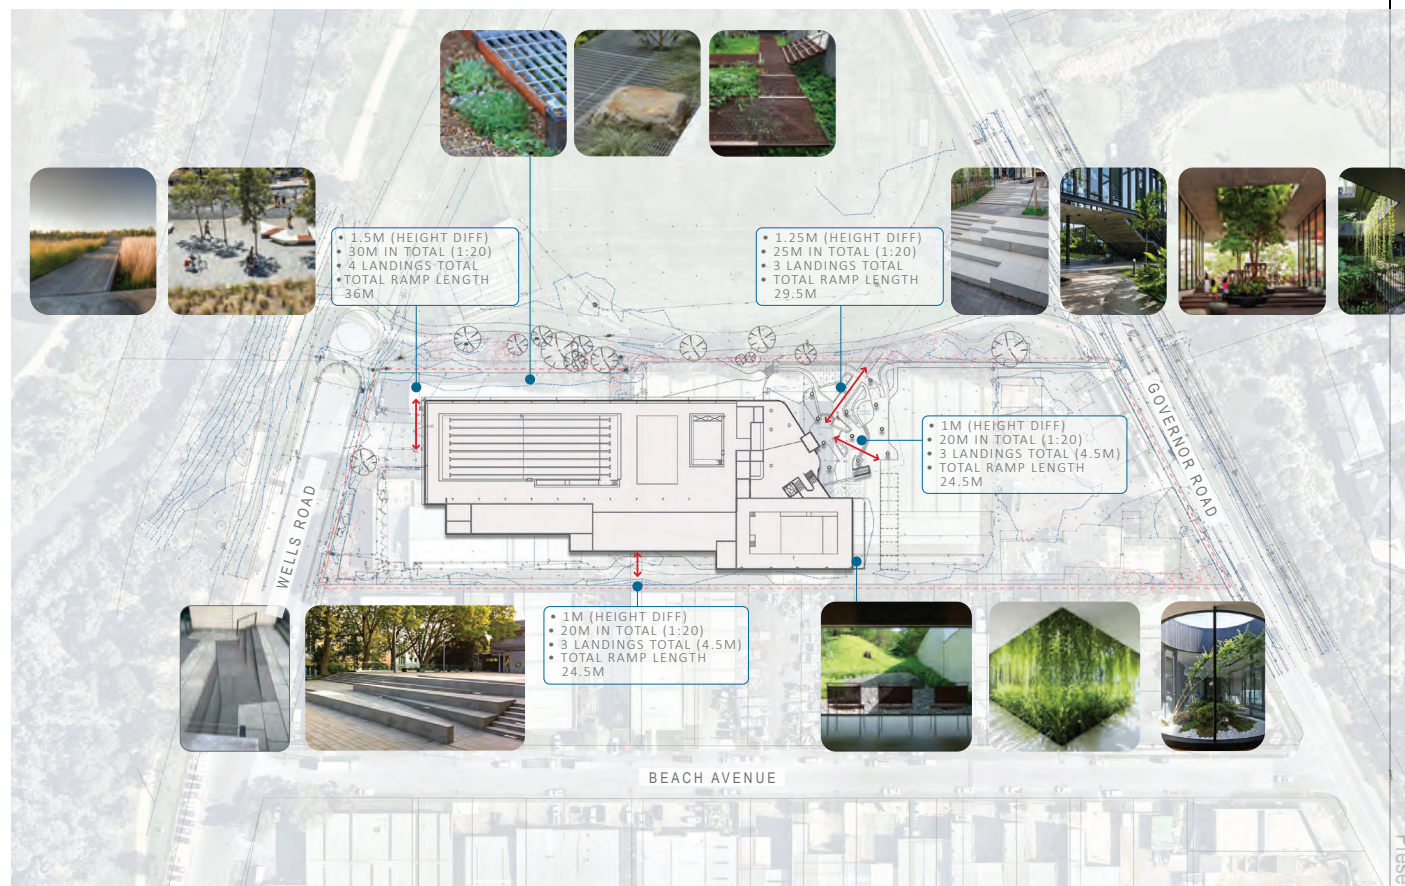 • 1.5M (HEIGHT DIFF)
• 30M IN TOTAL (1:20)
• 4 LANDINGS TOTAL
• TOTAL RAMP LENGTH
36M
• 1.25M (HEIGHT DIFF)
• 25M IN TOTAL (1:20)
• 3 LANDINGS TOTAL
• TOTAL RAMP LENGTH
29.5M
• 1M (HEIGHT DIFF)
• 20M IN TOTAL (1:20)
• 3 LANDINGS TOTAL (4.5M)
• TOTAL RAMP LENGTH
24.5M
GOVERNOR ROAD
WELLS ROAD
• 1M (HEIGHT DIFF)
• 20M IN TOTAL (1:20)
• 3 LANDINGS TOTAL (4.5M)
• TOTAL RAMP LENGTH
24.5M
BEACH AVENUE